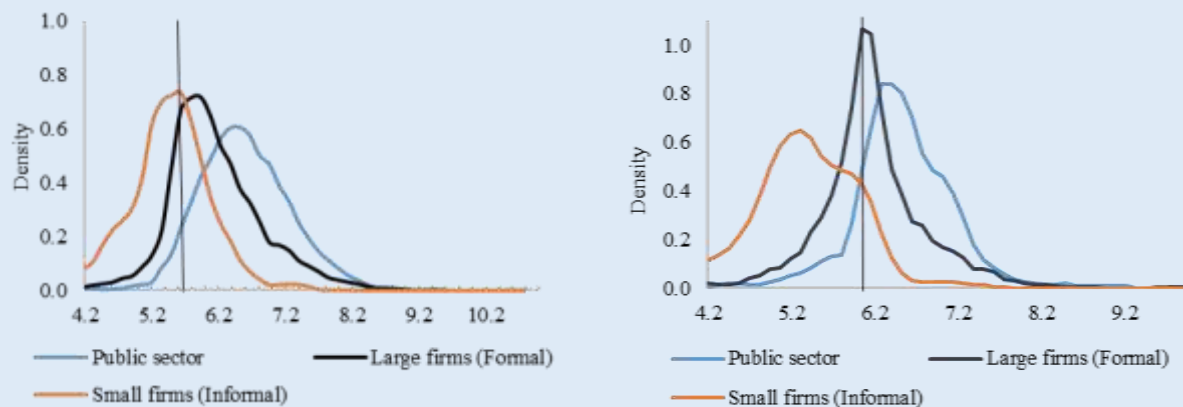 1.0
0.8
0.6
0.4
0.2
0.0
Density
4.2 5.2 6.2 7.2 8.2 9.2 10.2
Public sector Large firms (Formal)
Small firms (Informal)
1.0
0.8
0.6
0.4
0.2
0.0
Density
4.2 5.2 6.2 7.2 8.2 9.2
Public sector Large firms (Formal)
Small firms (Informal)